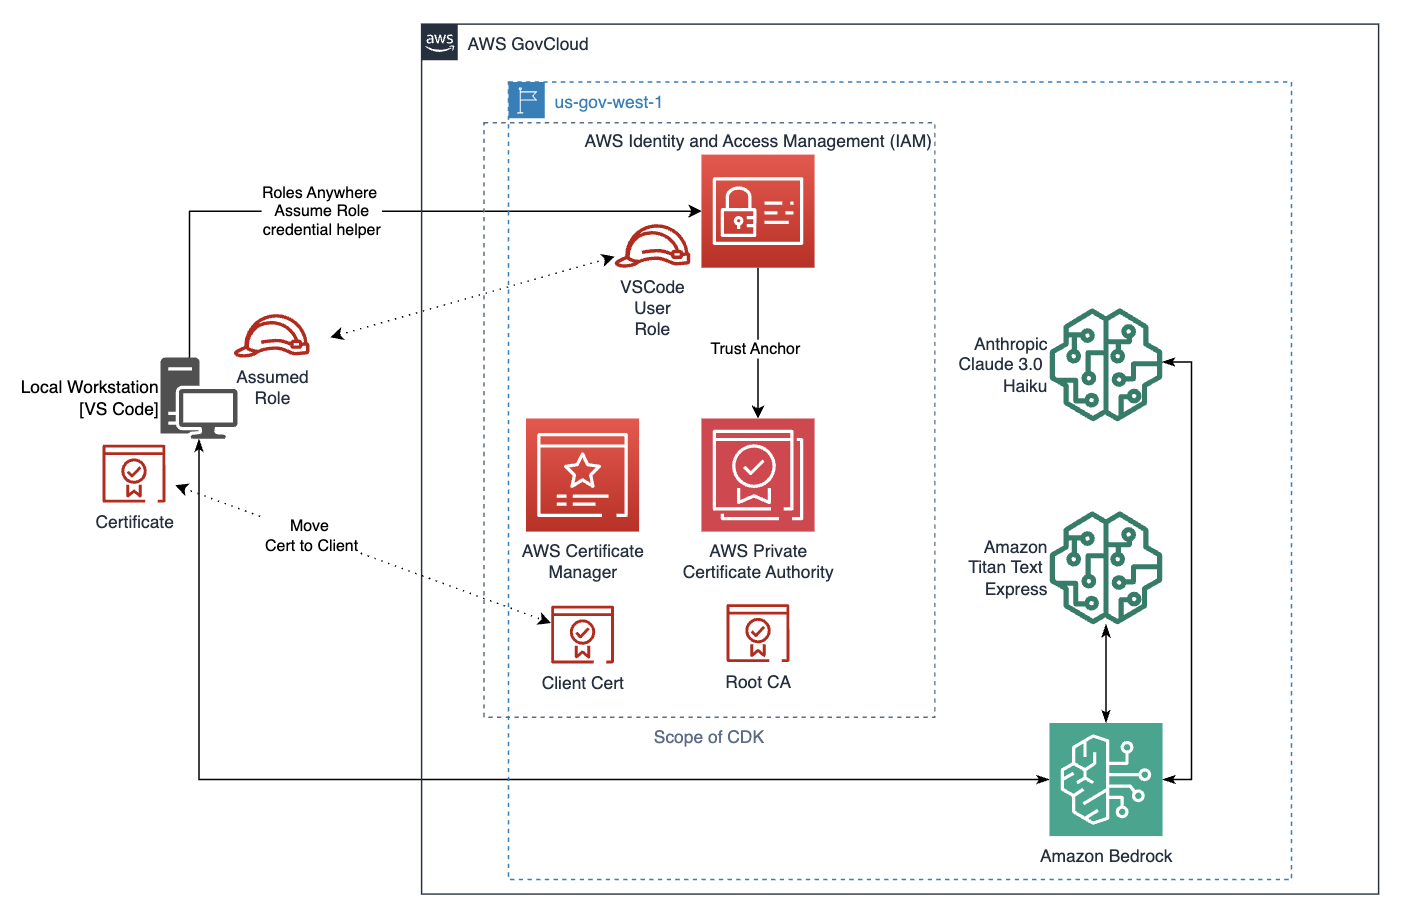 aws
AWS GovCloud
us-gov-west-1
AWS Identity and Access Management (IAM)
Roles Anywhere
Assume Role
credential helper
VSCode
User
Role
Trust Anchor
Assumed
Role
Local Workstation
[VS Code]
Certificate
Move
Cert to Client
AWS Certificate
Manager
AWS Private
Certificate Authority
Client Cert
Root CA
Scope of CDK
Anthropic
Claude 3.0
Haiku
Amazon
Titan Text
Express
Amazon Bedrock